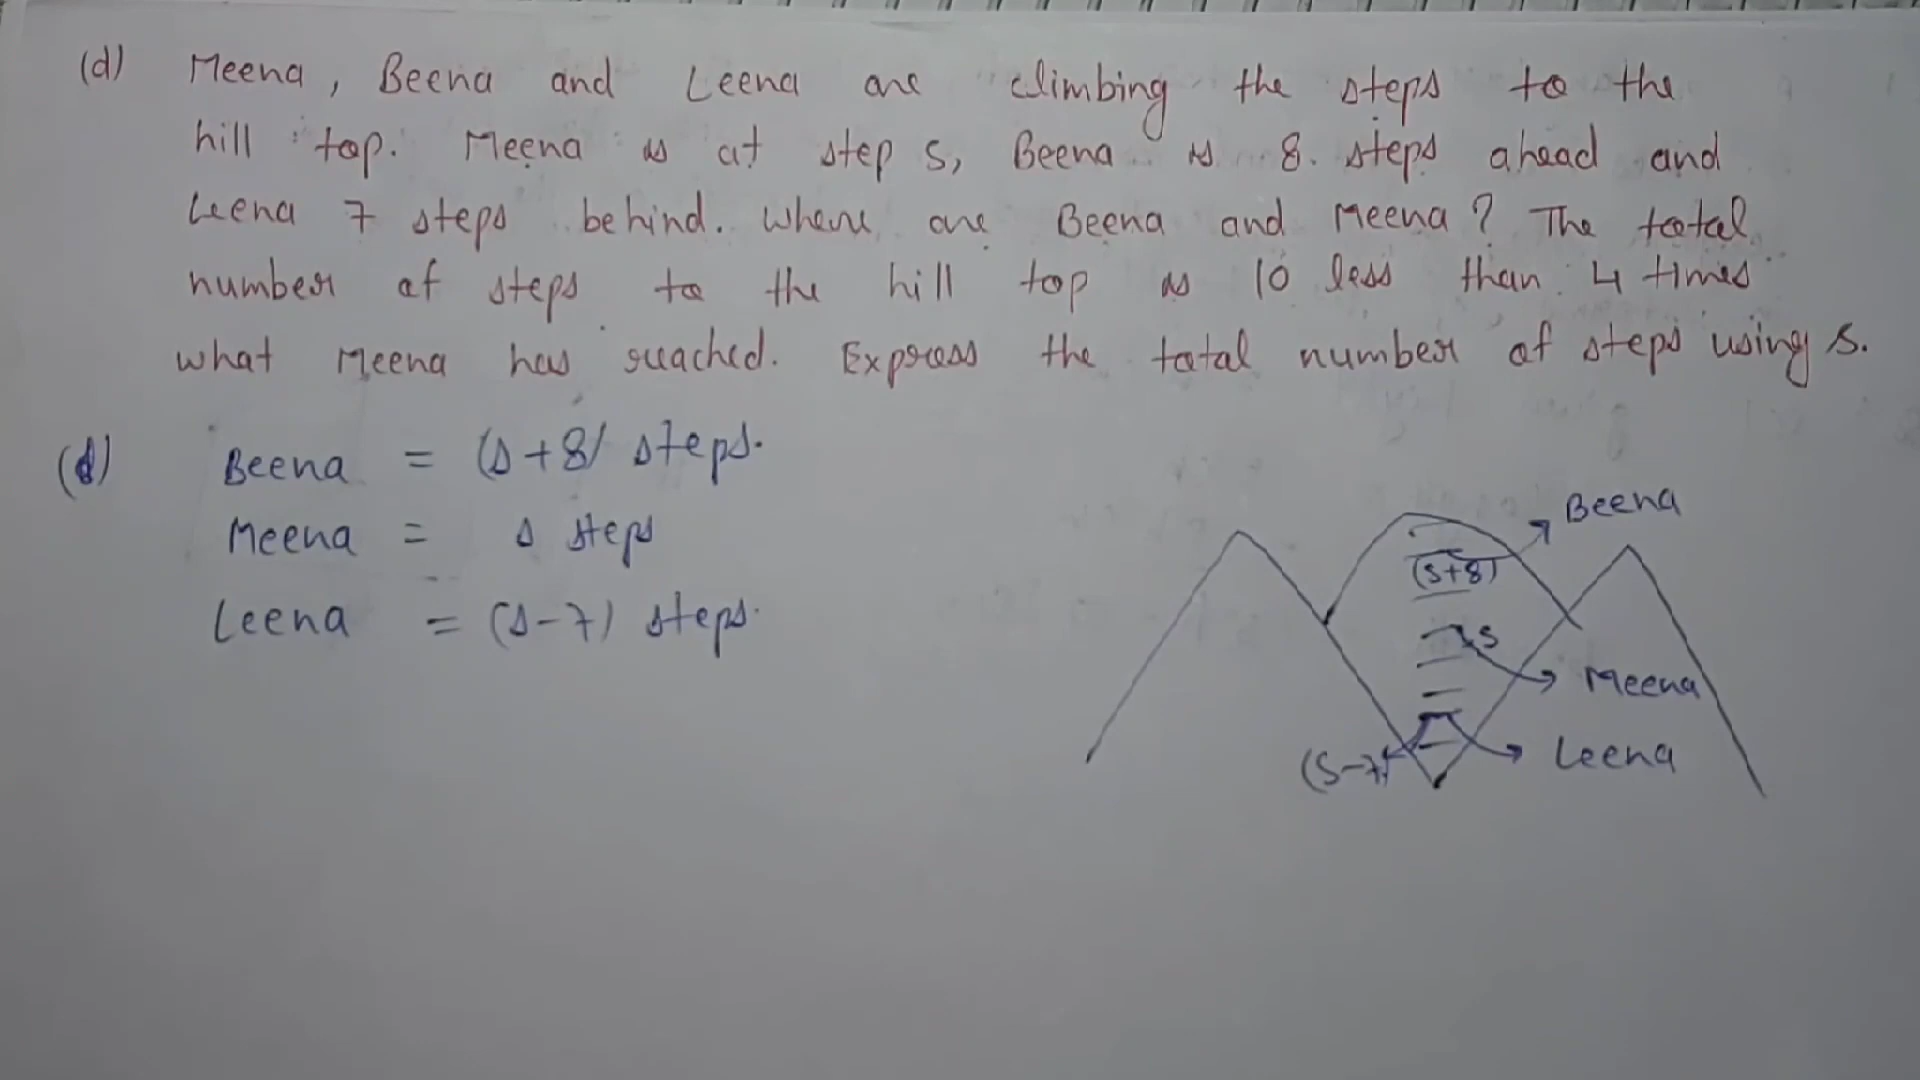 (d) Meena, Beena and Leena are climbing the steps to the
hill top. Meena is at step s, Beena is 8. steps ahead and
Leena 7 steps behind. Where are Beena and Meena? The total
number of steps to the hill top is 10 less than 4 times
what Meena has reached. Express the total number of steps using s.
(d) Beena = (s+8) steps.
Meena = s steps
Leena = (s-7) steps.
Beena
(s+8)
s
Meena
(s-7)
Leena